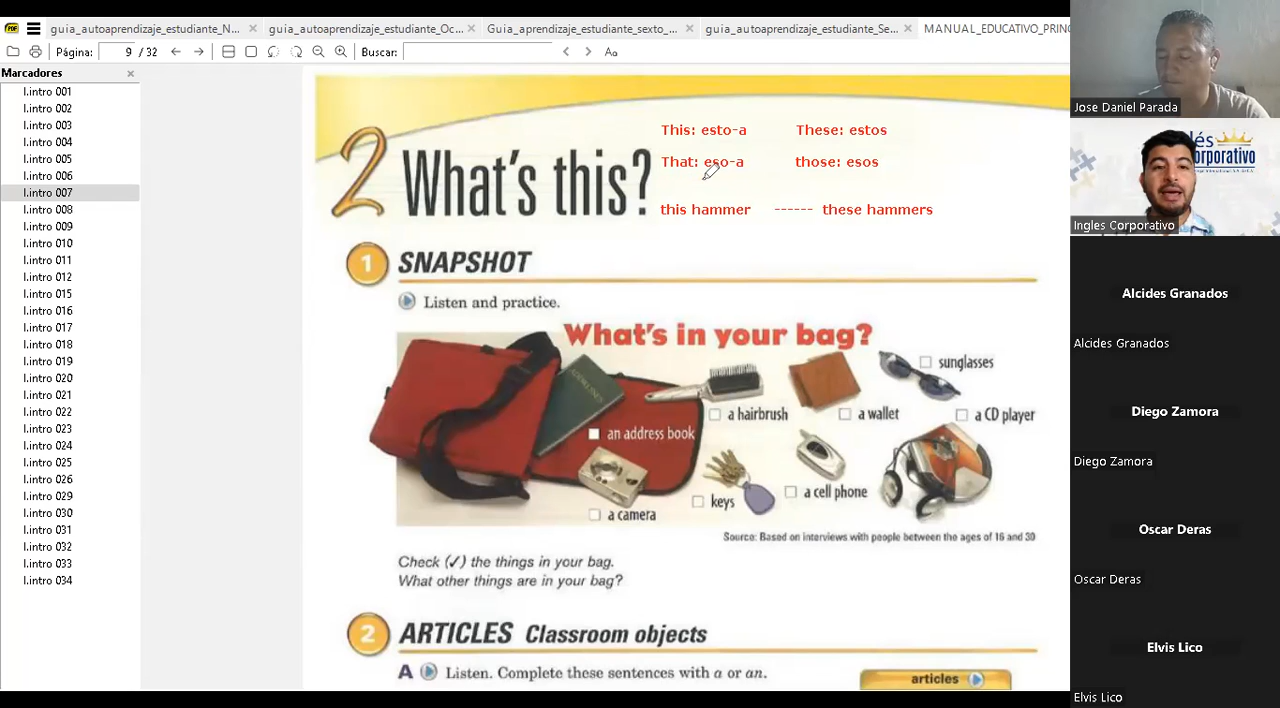 guia_autoaprendizaje_estudiante_N...
guia_autoaprendizaje_estudiante_Oc...
Guia_aprendizaje_estudiante_sexto_...
guia_autoaprendizaje_estudiante_Se...
MANUAL_EDUCATIVO_PRINC
Página: 9 / 32
Buscar:
Aa
Marcadores
I.intro 001
I.intro 002
I.intro 003
I.intro 004
I.intro 005
I.intro 006
I.intro 007
I.intro 008
I.intro 009
I.intro 010
I.intro 011
I.intro 012
I.intro 015
I.intro 016
I.intro 017
I.intro 018
I.intro 019
I.intro 020
I.intro 021
I.intro 022
I.intro 023
I.intro 024
I.intro 025
I.intro 026
I.intro 029
I.intro 030
I.intro 031
I.intro 032
I.intro 033
I.intro 034
2 What's this?
This: esto-a These: estos
That: eso-a those: esos
this hammer ------ these hammers
1 SNAPSHOT
Listen and practice.
What's in your bag?
sunglasses
a hairbrush
a wallet
a CD player
an address book
a cell phone
keys
a camera
Source: Based on interviews with people between the ages of 16 and 30
Check (✓) the things in your bag.
What other things are in your bag?
2 ARTICLES Classroom objects
A Listen. Complete these sentences with a or an.
articles
Jose Daniel Parada
Ingles Corporativo
Alcides Granados
Alcides Granados
Diego Zamora
Diego Zamora
Oscar Deras
Oscar Deras
Elvis Lico
Elvis Lico